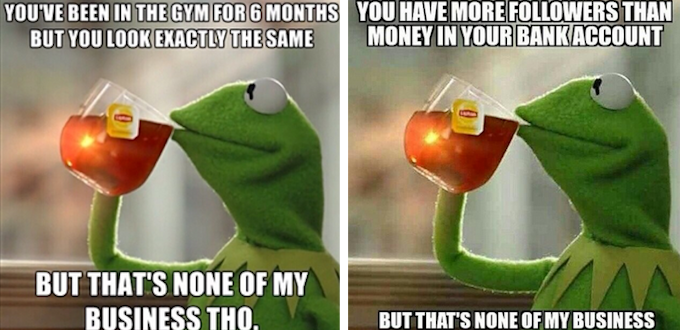 YOU'VE BEEN IN THE GYM FOR 6 MONTHS
BUT YOU LOOK EXACTLY THE SAME
Lipton
BUT THAT'S NONE OF MY
BUSINESS THO.
YOU HAVE MORE FOLLOWERS THAN
MONEY IN YOUR BANK ACCOUNT
Lipton
BUT THAT'S NONE OF MY BUSINESS